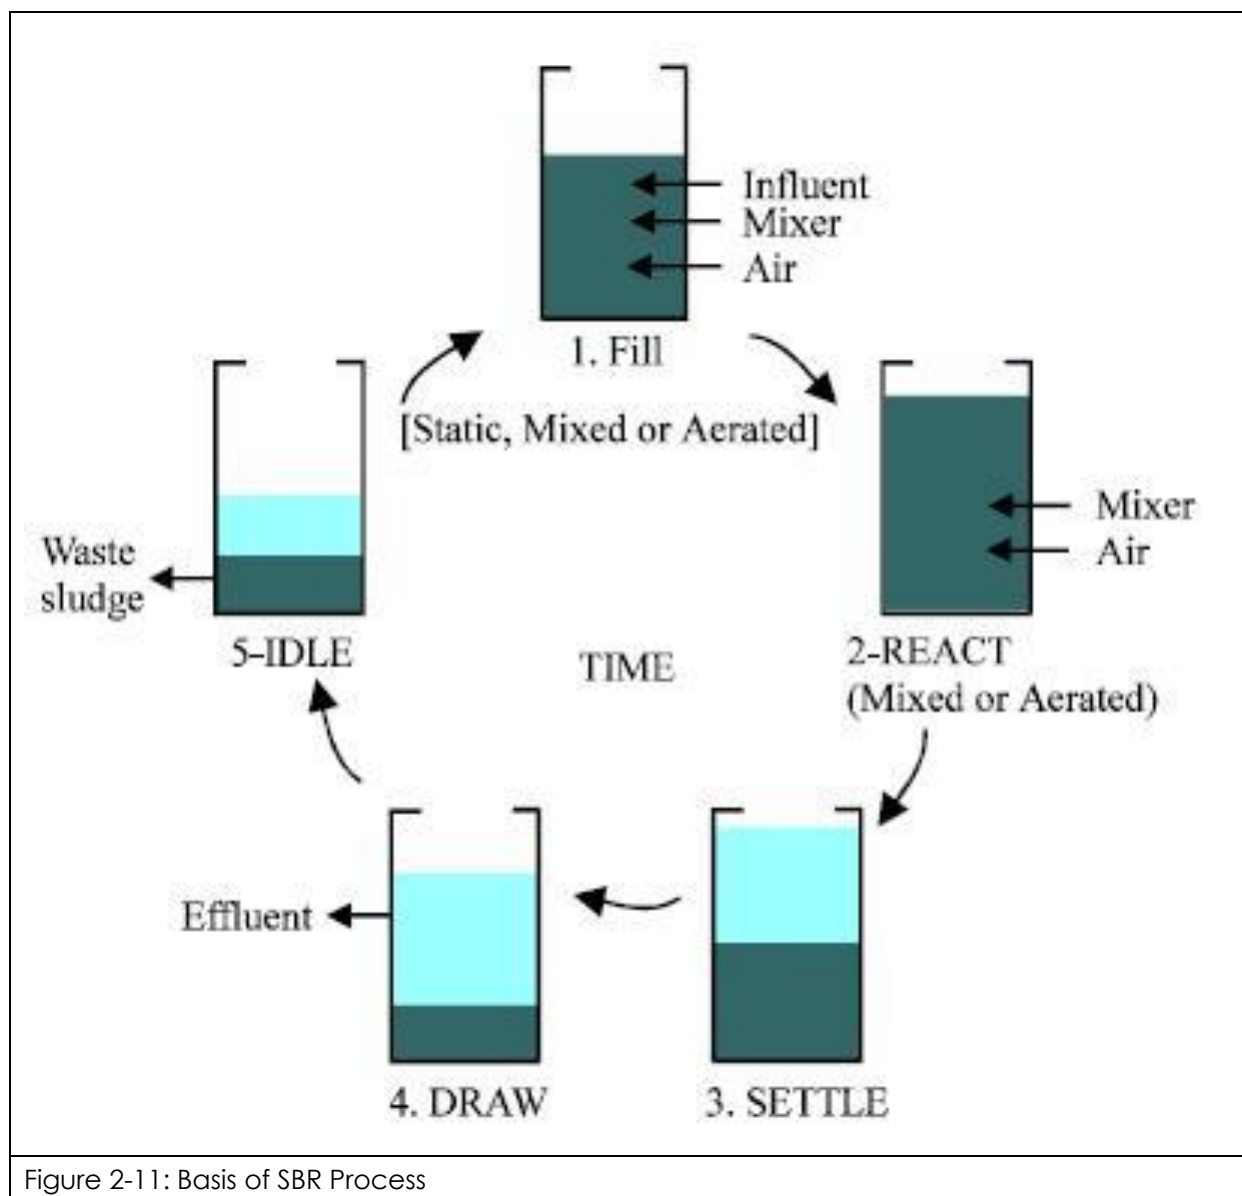 Influent
Mixer
Air
1. Fill
[Static, Mixed or Aerated]
Mixer
Air
2-REACT
(Mixed or Aerated)
3. SETTLE
Effluent
4. DRAW
Waste
sludge
5-IDLE
TIME
Figure 2-11: Basis of SBR Process